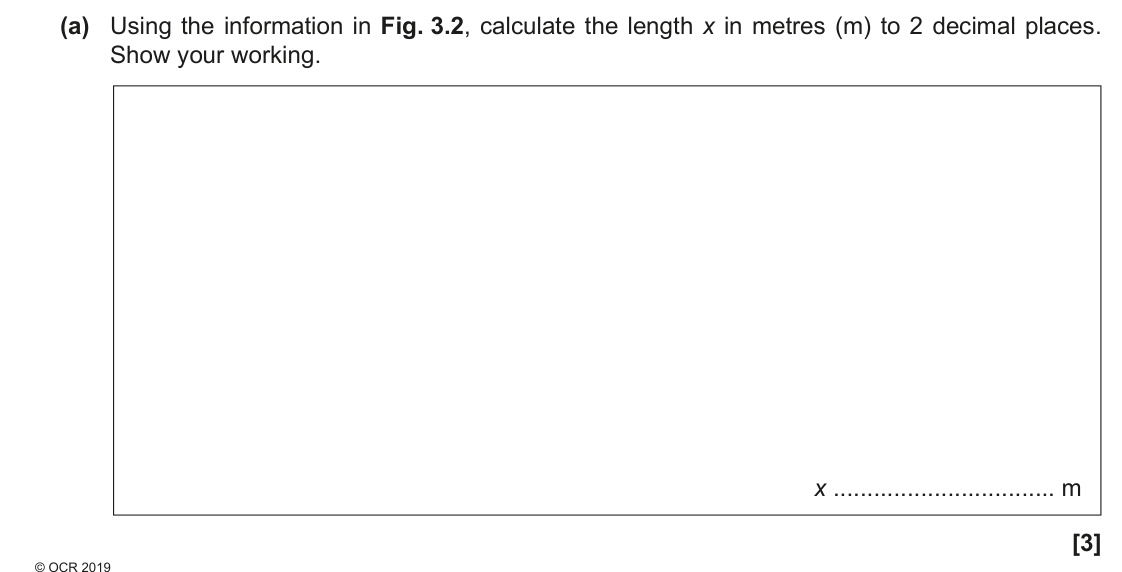 (a) Using the information in Fig. 3.2, calculate the length x in metres (m) to 2 decimal places.
Show your working.
x ................................. m
[3]
© OCR 2019